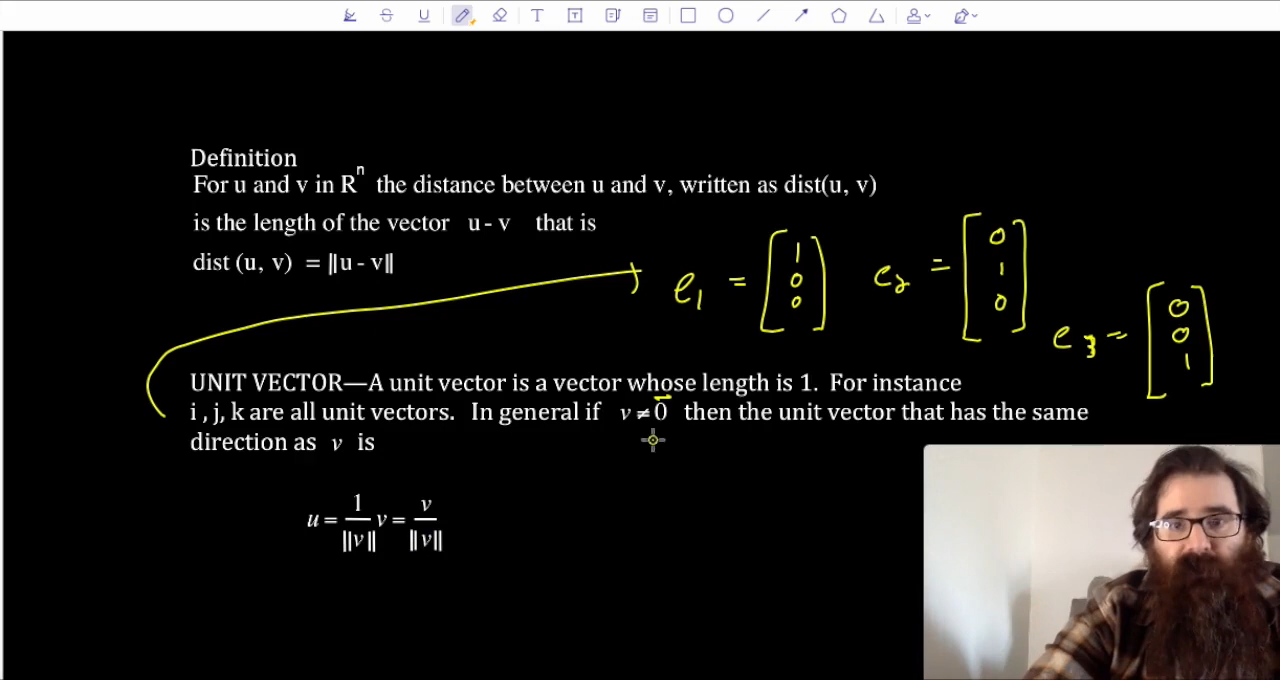 Definition
For u and v in Rⁿ the distance between u and v, written as dist(u, v)
is the length of the vector u - v that is
dist (u, v) = ||u - v||
e₁ = [1 0 0]
e₂ = [0 1 0]
e₃ = [0 0 1]
UNIT VECTOR—A unit vector is a vector whose length is 1. For instance
i , j, k are all unit vectors. In general if v ≠ 0 then the unit vector that has the same
direction as v is
u = 1/||v|| v = v/||v||